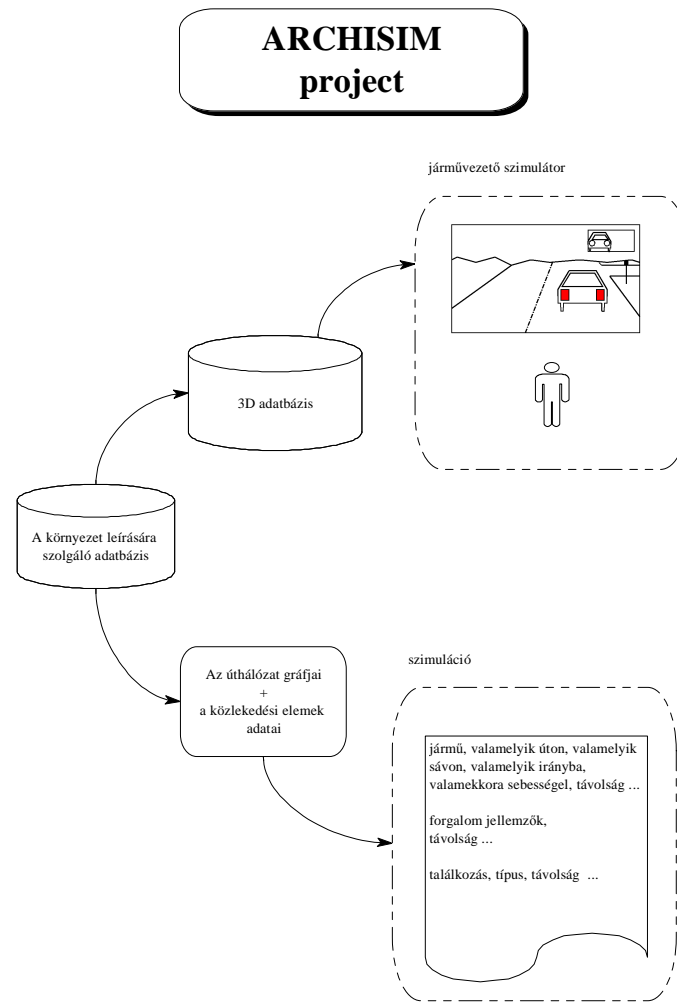 ARCHISIM
project
járművezető szimulátor
3D adatbázis
A környezet leírására
szolgáló adatbázis
Az úthálózat gráfjai
+
a közlekedési elemek
adatai
szimuláció
jármű, valamelyik úton, valamelyik
sávon, valamelyik irányba,
valamekkora sebességel, távolság ...
forgalom jellemzők,
távolság ...
találkozás, típus, távolság ...